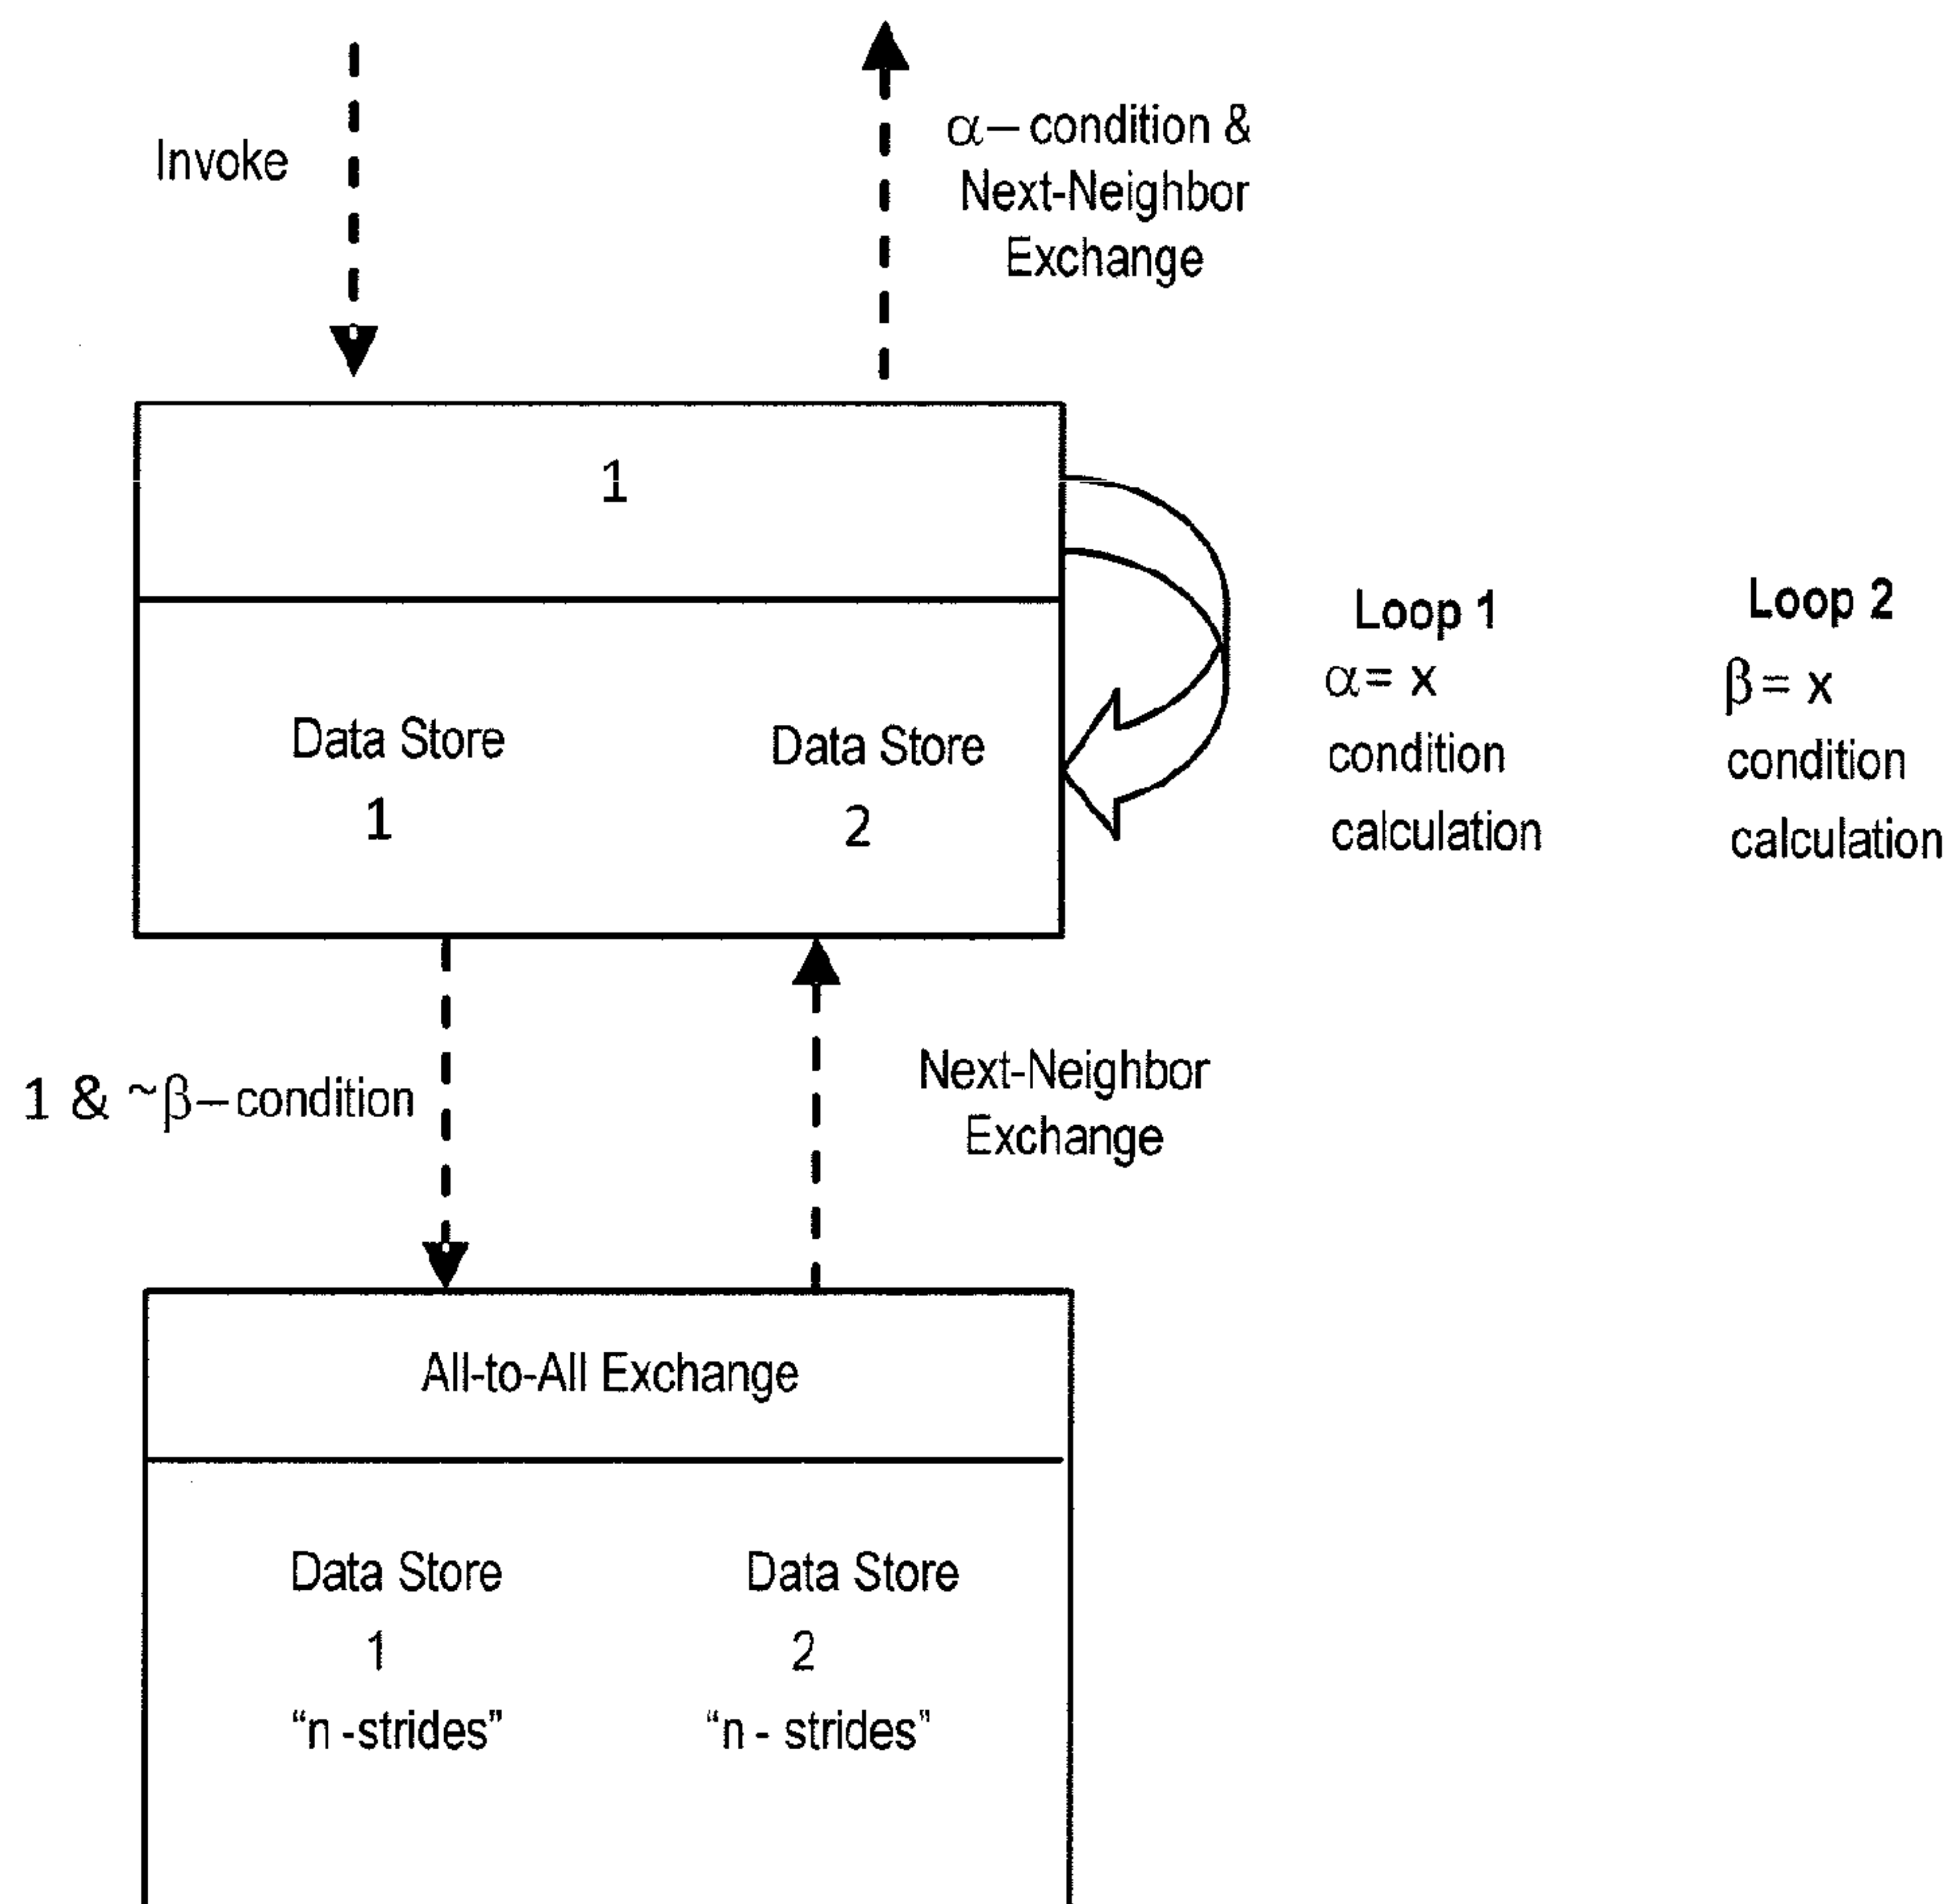 Invoke
α– condition &
Next-Neighbor
Exchange
1
Data Store
1
Data Store
2
Loop 1
α= x
condition
calculation
Loop 2
β= x
condition
calculation
1 & ~β–condition
Next-Neighbor
Exchange
All-to-All Exchange
Data Store
1
“n -strides”
Data Store
2
“n - strides”